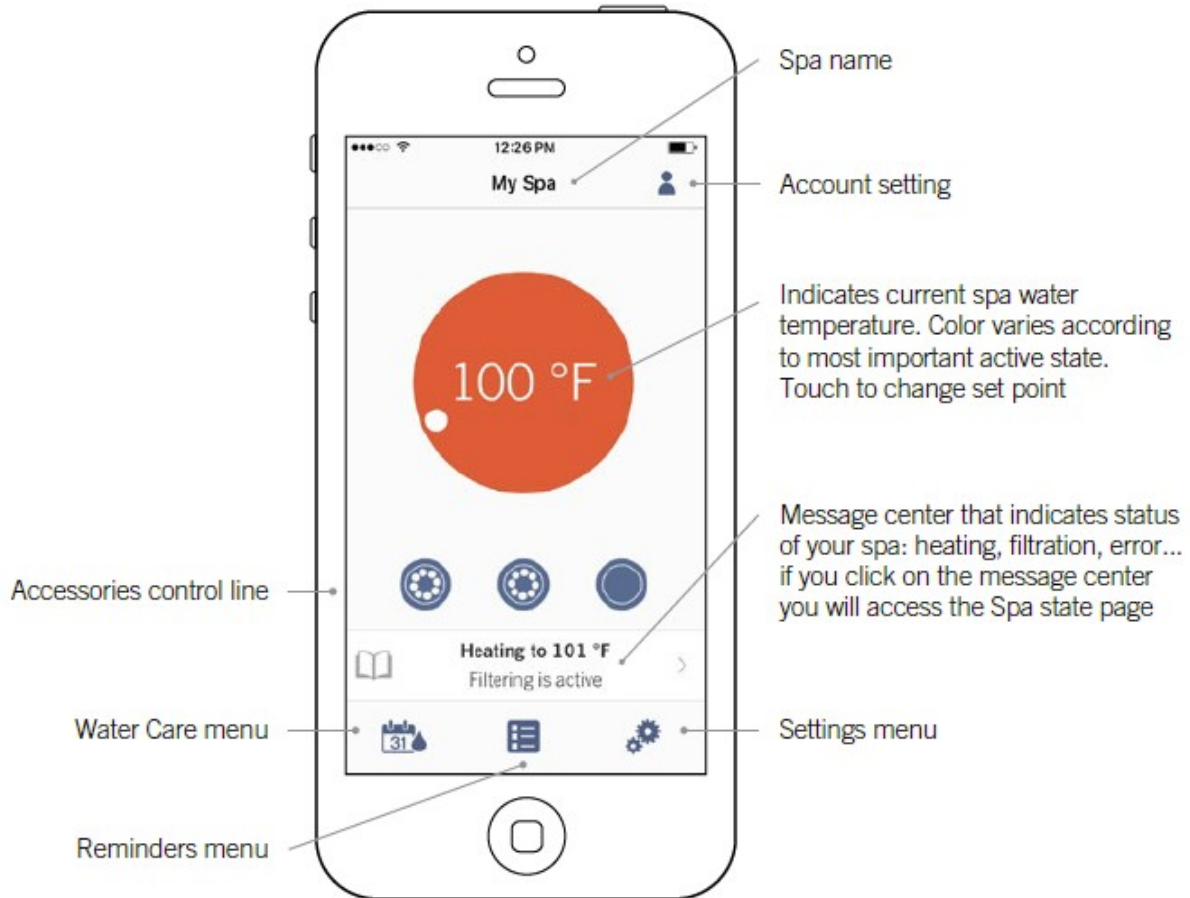 Spa name
12:26 PM
My Spa
Account setting
Indicates current spa water
temperature. Color varies according
to most important active state.
Touch to change set point
100 °F
Message center that indicates status
of your spa: heating, filtration, error...
if you click on the message center
you will access the Spa state page
Accessories control line
Heating to 101 °F
Filtering is active
Water Care menu
31
Settings menu
Reminders menu